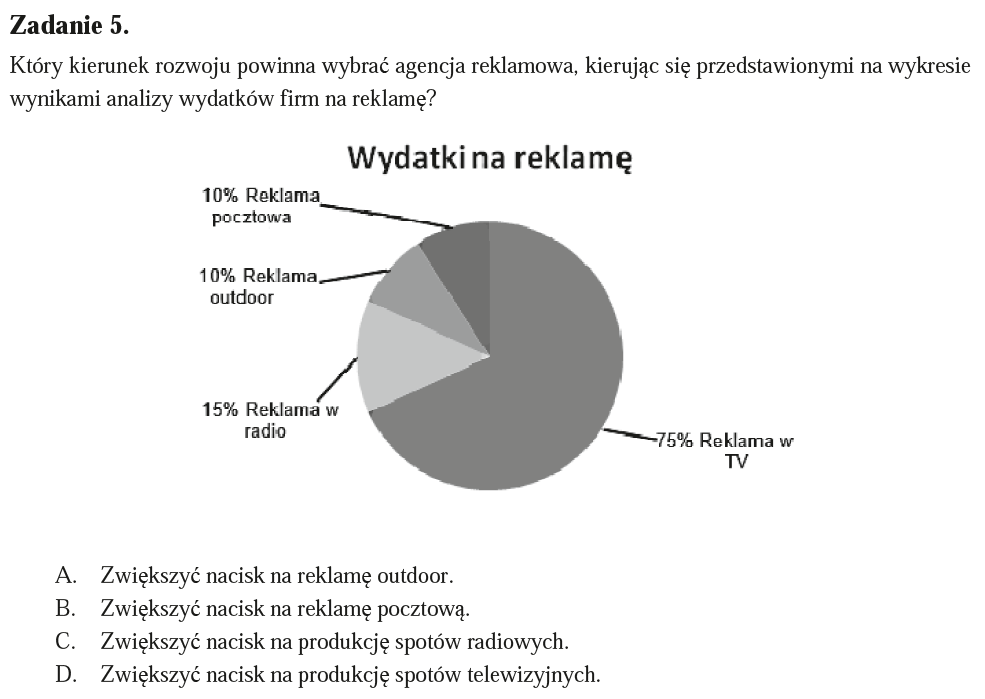 Zadanie 5.
Który kierunek rozwoju powinna wybrać agencja reklamowa, kierując się przedstawionymi na wykresie
wynikami analizy wydatków firm na reklamę?
Wydatki na reklamę
10% Reklama
pocztowa
10% Reklama
outdoor
15% Reklama w
radio
75% Reklama w
TV
A. Zwiększyć nacisk na reklamę outdoor.
B. Zwiększyć nacisk na reklamę pocztową.
C. Zwiększyć nacisk na produkcję spotów radiowych.
D. Zwiększyć nacisk na produkcję spotów telewizyjnych.